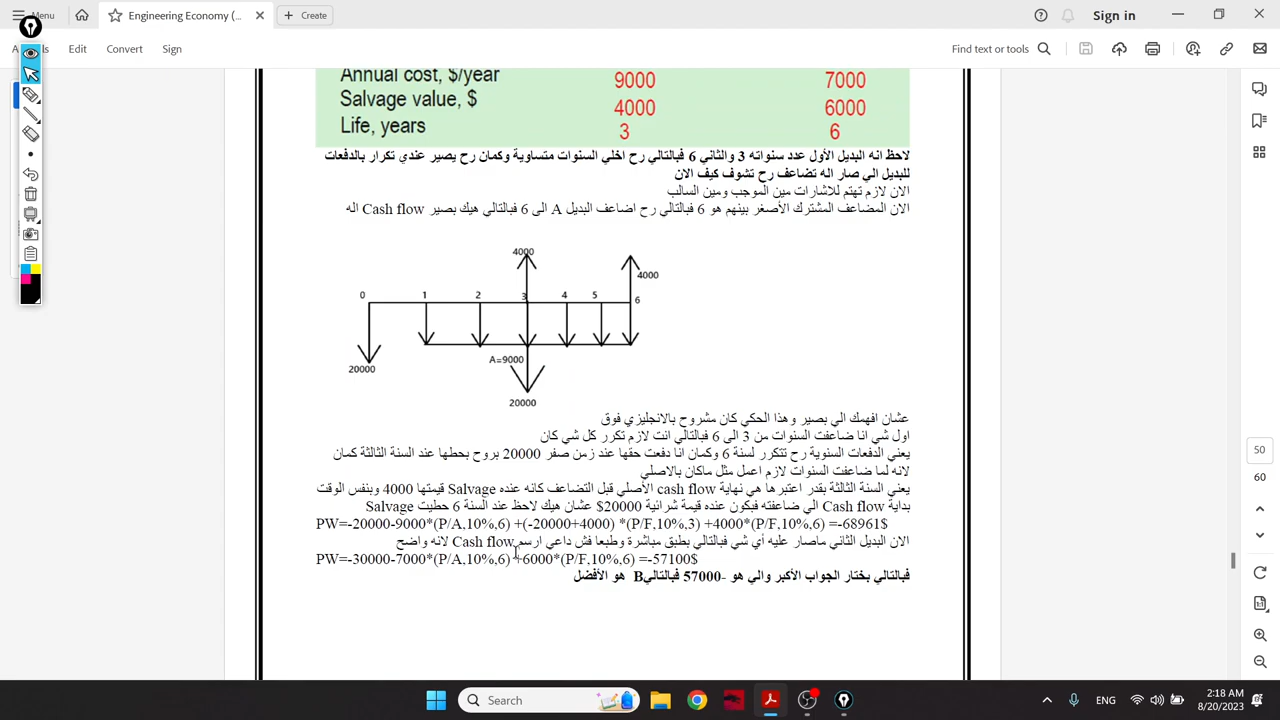 Menu
Engineering Economy (...
Create
Sign in
Edit
Convert
Sign
Find text or tools
Annual cost, $/year 9000 7000
Salvage value, $ 4000 6000
Life, years 3 6
لاحظ انه البديل الأول عدد سنواته 3 والثاني 6 فبالتالي رح اخلي السنوات متساوية وكمان رح يصير عندي تكرار بالدفعات
للبديل الي صار اله تضاعف رح تشوف كيف الان
الان لازم تهتم للاشارات مين الموجب ومين السالب
الان المضاعف المشترك الأصغر بينهم هو 6 فبالتالي رح اضاعف البديل A الى 6 فبالتالي هيك بصير Cash flow اله
4000
4000
0 1 2 3 4 5 6
A=9000
20000
20000
عشان افهمك الي بصير وهذا الحكي كان مشروح بالانجليزي فوق
اول شي انا ضاعفت السنوات من 3 الى 6 فبالتالي انت لازم تكرر كل شي كان
يعني الدفعات السنوية رح تتكرر لسنة 6 وكمان انا دفعت حقها عند زمن صفر 20000 بروح بحطها عند السنة الثالثة كمان
لانه لما ضاعفت السنوات لازم اعمل مثل ماكان بالاصلي
يعني السنة الثالثة بقدر اعتبرها هي نهاية cash flow الأصلي قبل التضاعف كانه عنده Salvage قيمتها 4000 وبنفس الوقت
بداية Cash flow الي ضاعفته فبكون عنده قيمة شرائية 20000$ عشان هيك لاحظ عند السنة 6 حطيت Salvage
PW=-20000-9000*(P/A,10%,6) +(-20000+4000) *(P/F,10%,3) +4000*(P/F,10%,6) =-68961$
الان البديل الثاني ماصار عليه أي شي فبالتالي بطبق مباشرة وطبعا فش داعي ارسم Cash flow لانه واضح
PW=-30000-7000*(P/A,10%,6) +6000*(P/F,10%,6) =-57100$
فبالتالي بختار الجواب الأكبر والي هو -57000 فبالتالي B هو الأفضل
50
60
Search
ENG
2:18 AM
8/20/2023